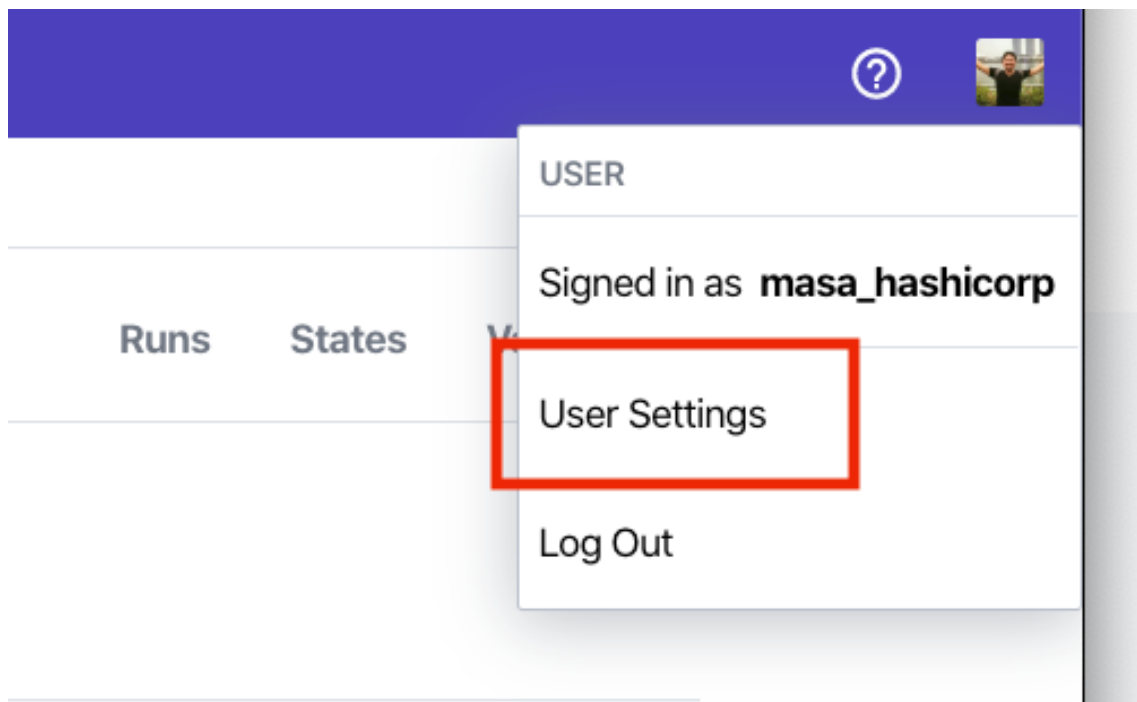 ?
USER
Signed in as masa_hashicorp
Runs States
User Settings
Log Out